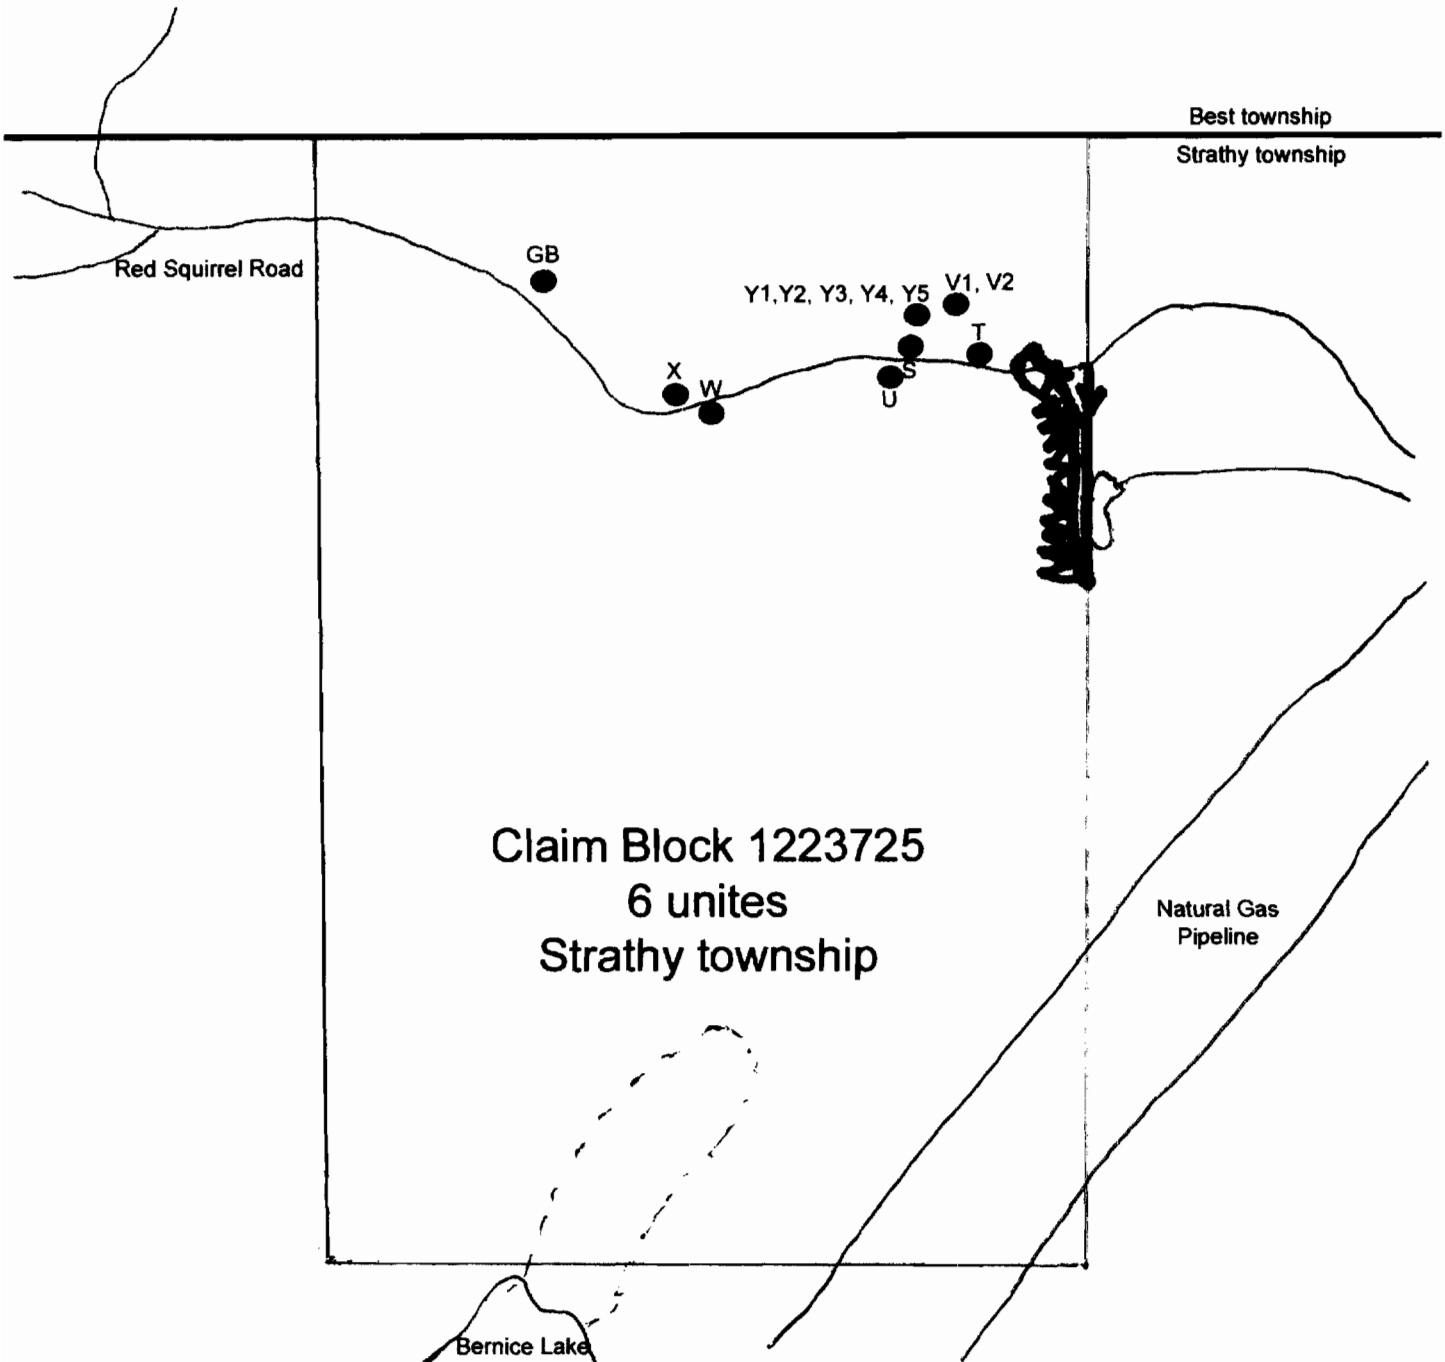 Best township
Strathy township
Red Squirrel Road
GB
Y1,Y2, Y3, Y4, Y5
V1, V2
T
S
X
W
U
Claim Block 1223725
6 unites
Strathy township
Natural Gas
Pipeline
Bernice Lake